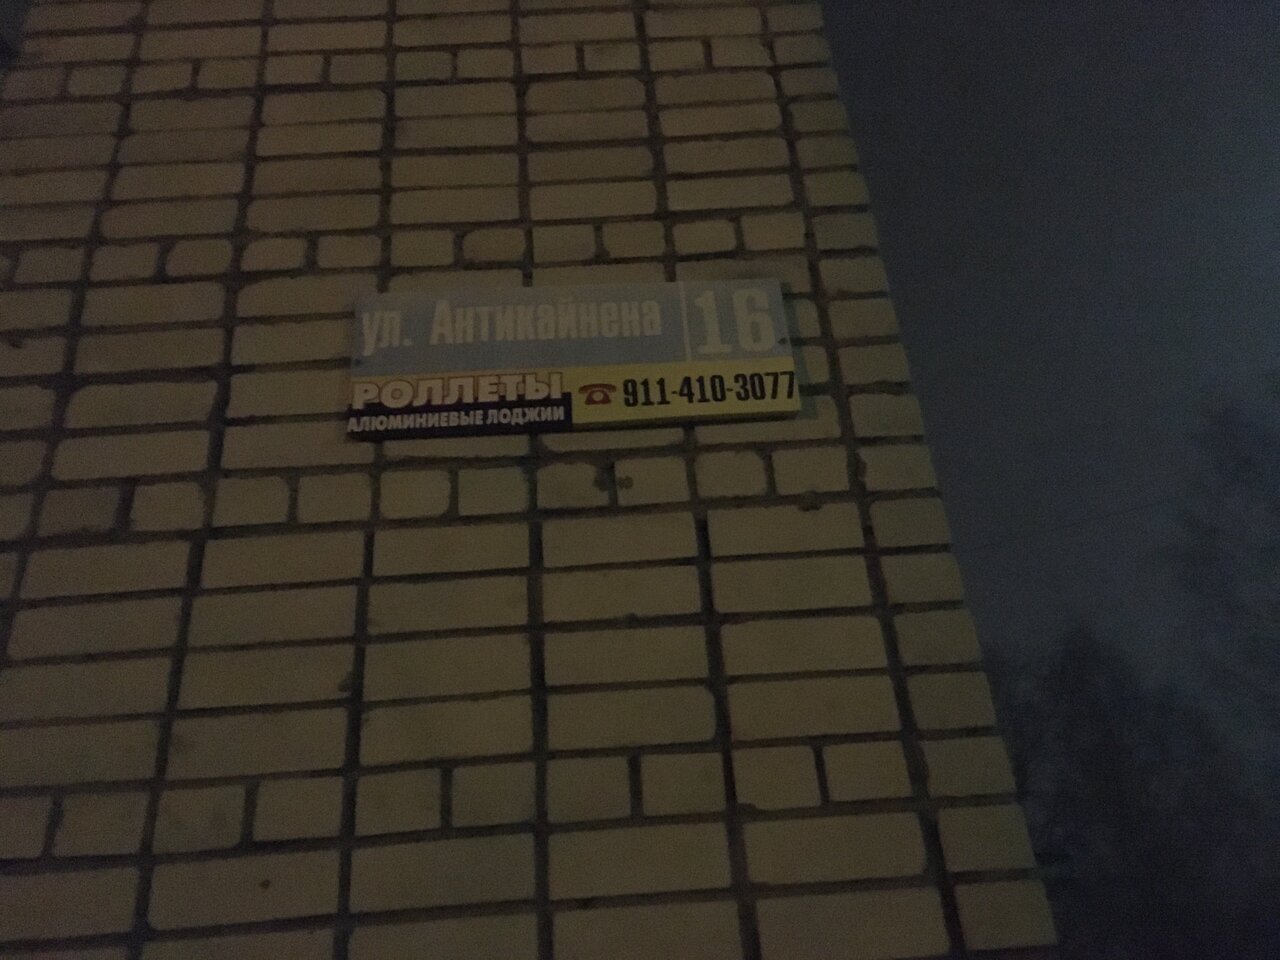 ул. Антикайнена 16
РОЛЛЕТЫ
АЛЮМИНИЕВЫЕ ЛОДЖИИ
☎ 911-410-3077